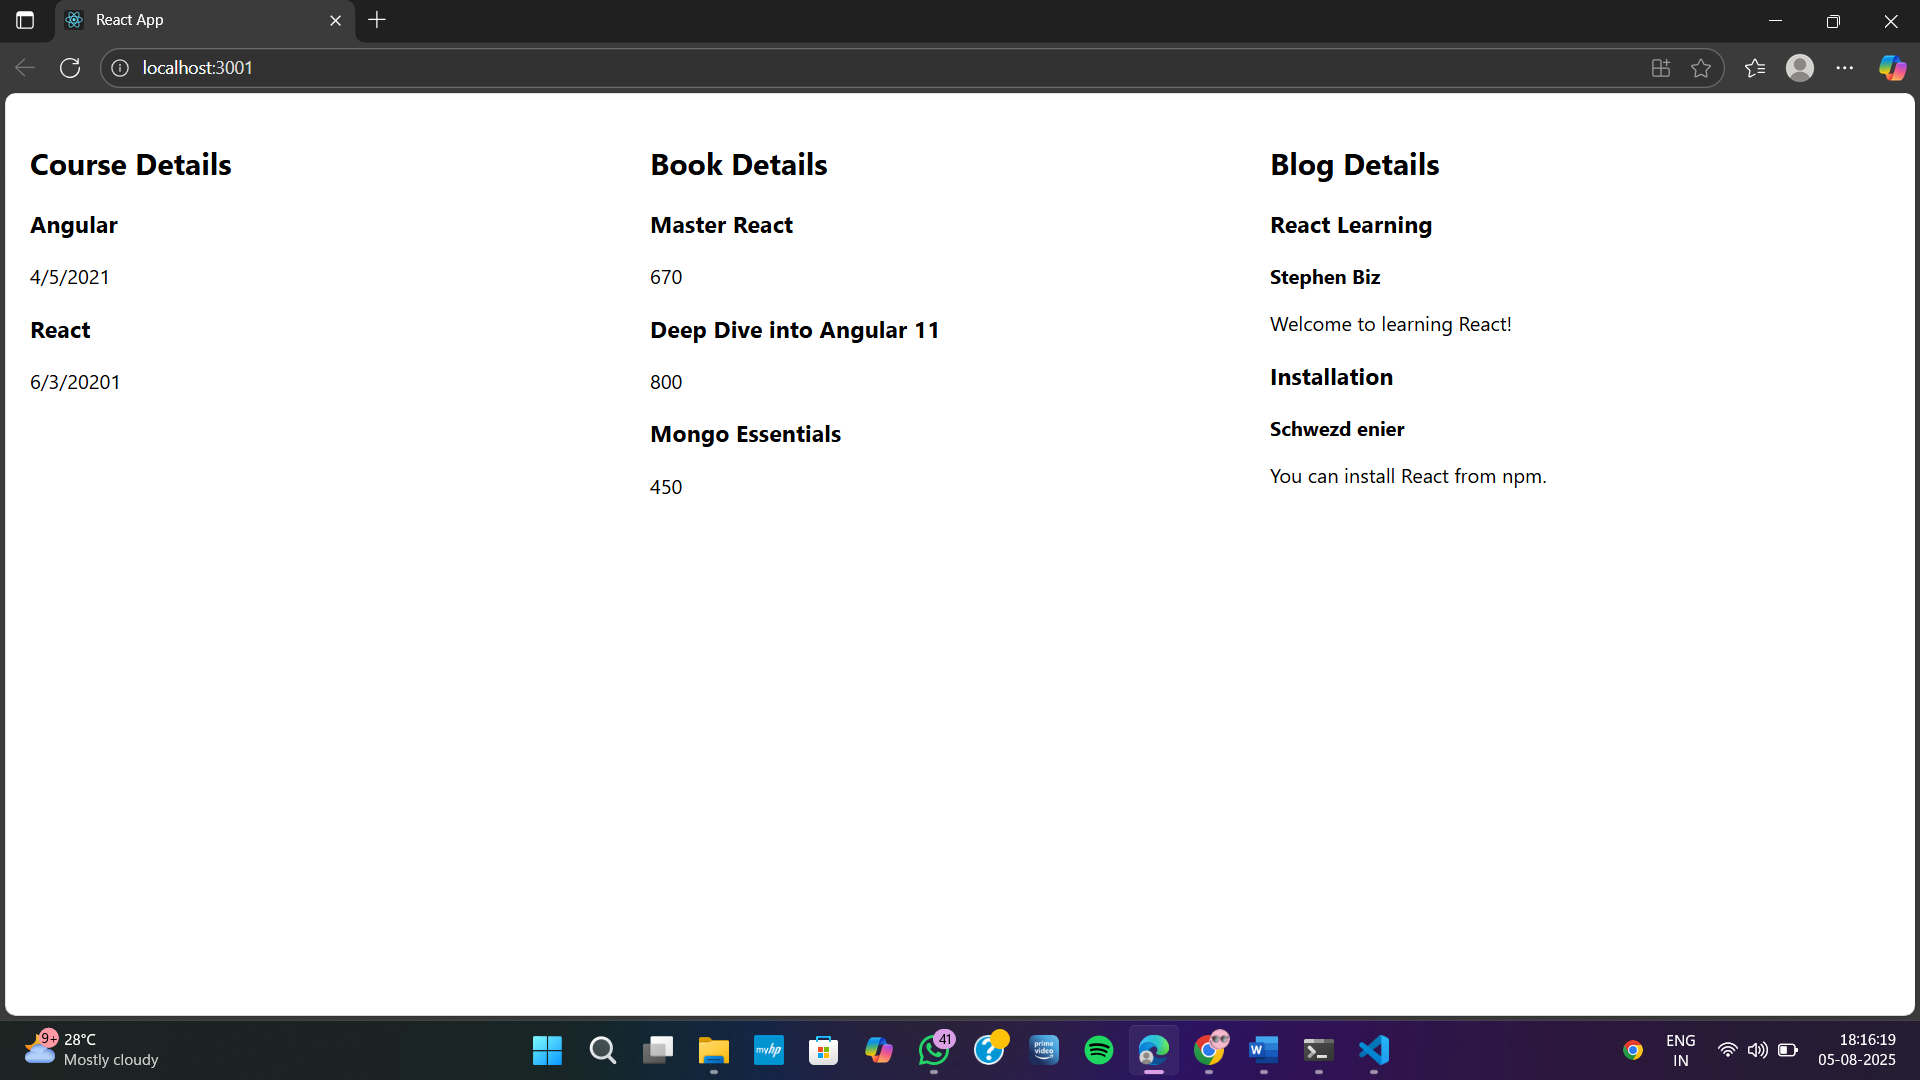 React App
localhost:3001
Course Details
Angular
4/5/2021
React
6/3/20201
Book Details
Master React
670
Deep Dive into Angular 11
800
Mongo Essentials
450
Blog Details
React Learning
Stephen Biz
Welcome to learning React!
Installation
Schwezd enier
You can install React from npm.
9+
28°C
Mostly cloudy
myhp
41
prime
video
W
ENG
IN
18:16:19
05-08-2025